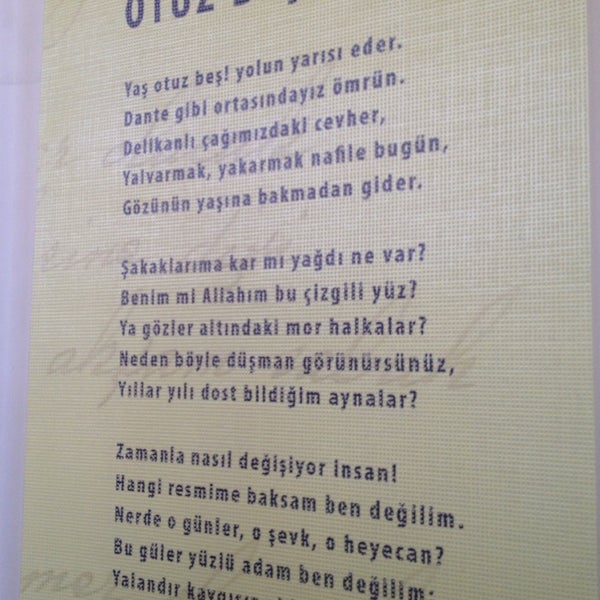 OTUZ
Yaş otuz beş! yolun yarısı eder.
Dante gibi ortasındayız ömrün.
Delikanlı çağımızdaki cevher,
Yalvarmak, yakarmak nafile bugün,
Gözünün yaşına bakmadan gider.
Şakaklarıma kar mı yağdı ne var?
Benim mi Allahım bu çizgili yüz?
Ya gözler altındaki mor halkalar?
Neden böyle düşman görünürsünüz,
Yıllar yılı dost bildiğim aynalar?
Zamanla nasıl değişiyor insan!
Hangi resmime baksam ben değilim.
Nerde o günler, o şevk, o heyecan?
Bu güler yüzlü adam ben değilim;
Yalandır